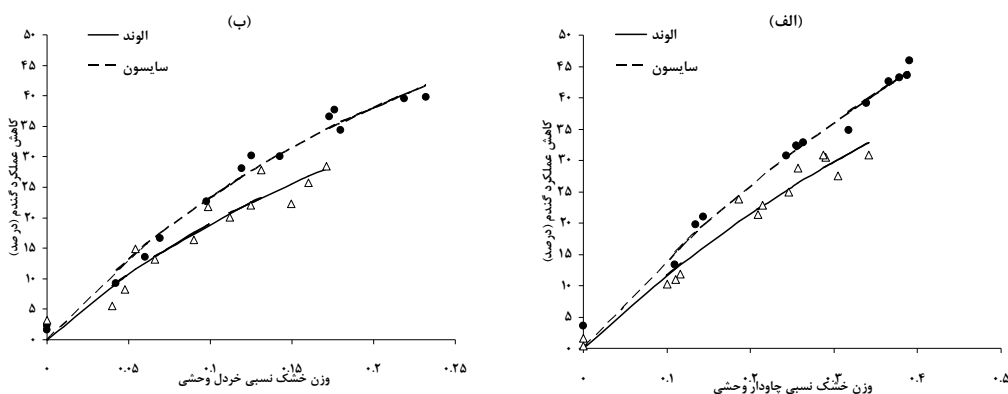 (الف)
۵۰
۴۵
۴۰
۳۵
۳۰
۲۵
۲۰
۱۵
۱۰
۵
۰
کاهش عملکرد گندم (درصد)
الوند
سایسون
۰ ۰.۱ ۰.۲ ۰.۳ ۰.۴ ۰.۵
وزن خشک نسبی چاودار وحشی
(ب)
۵۰
۴۵
۴۰
۳۵
۳۰
۲۵
۲۰
۱۵
۱۰
۵
۰
کاهش عملکرد گندم (درصد)
الوند
سایسون
۰ ۰.۰۵ ۰.۱ ۰.۱۵ ۰.۲ ۰.۲۵
وزن خشک نسبی خردل وحشی